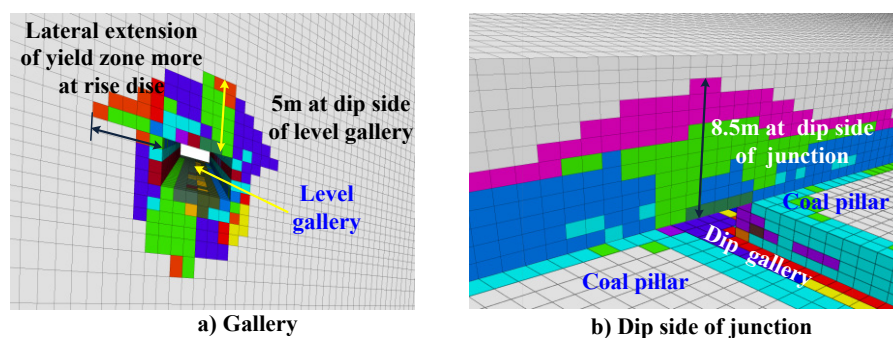 Lateral extension
of yield zone more
at rise dise
5m at dip side
of level gallery
Level
gallery
a) Gallery
8.5m at dip side
of junction
Coal pillar
Dip gallery
Coal pillar
b) Dip side of junction